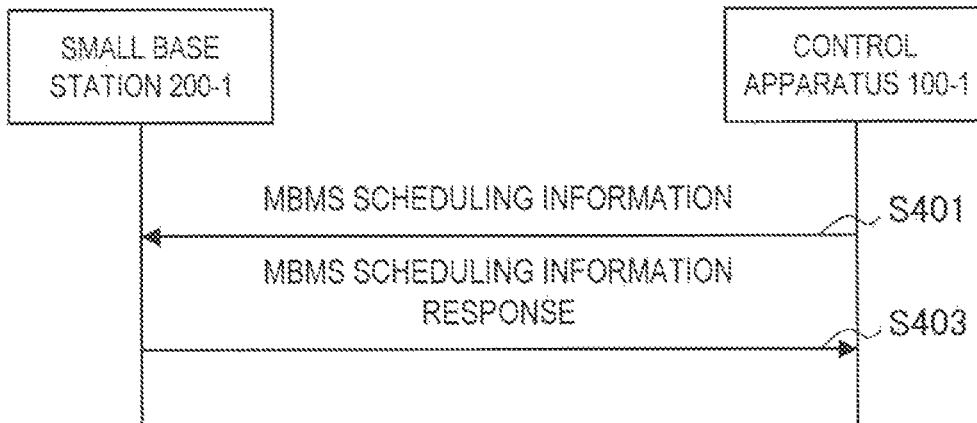 SMALL BASE
STATION 200-1
CONTROL
APPARATUS 100-1
MBMS SCHEDULING INFORMATION
S401
MBMS SCHEDULING INFORMATION
RESPONSE
S403